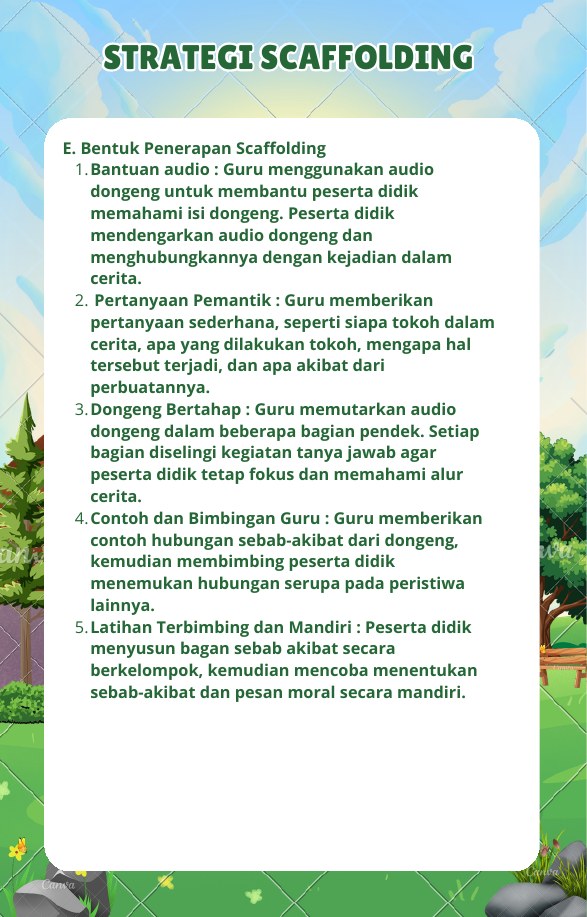 STRATEGI SCAFFOLDING
E. Bentuk Penerapan Scaffolding
1. Bantuan audio : Guru menggunakan audio
dongeng untuk membantu peserta didik
memahami isi dongeng. Peserta didik
mendengarkan audio dongeng dan
menghubungkannya dengan kejadian dalam
cerita.
2. Pertanyaan Pemantik : Guru memberikan
pertanyaan sederhana, seperti siapa tokoh dalam
cerita, apa yang dilakukan tokoh, mengapa hal
tersebut terjadi, dan apa akibat dari
perbuatannya.
3. Dongeng Bertahap : Guru memutarkan audio
dongeng dalam beberapa bagian pendek. Setiap
bagian diselingi kegiatan tanya jawab agar
peserta didik tetap fokus dan memahami alur
cerita.
4. Contoh dan Bimbingan Guru : Guru memberikan
contoh hubungan sebab-akibat dari dongeng,
kemudian membimbing peserta didik
menemukan hubungan serupa pada peristiwa
lainnya.
5. Latihan Terbimbing dan Mandiri : Peserta didik
menyusun bagan sebab akibat secara
berkelompok, kemudian mencoba menentukan
sebab-akibat dan pesan moral secara mandiri.
Canva
Canva